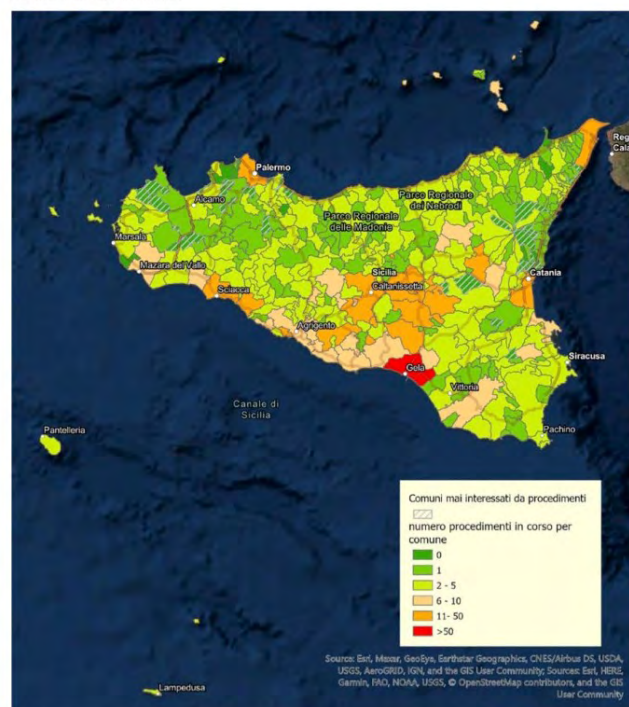 Palermo
Reg
Cala
Alcamo
Parco Regionale
dei Nebrodi
Parco Regionale
delle Madonie
Marsala
Mazara del Vallo
Sicilia
Caltanissetta
Catania
Sciacca
Agrigento
Siracusa
Gela
Vittoria
Canale di
Sicilia
Pantelleria
Pachino
Comuni mai interessati da procedimenti
numero procedimenti in corso per
comune
0
1
2 - 5
6 - 10
11- 50
>50
Source: Esri, Maxar, GeoEye, Earthstar Geographics, CNES/Airbus DS, USDA,
USGS, AeroGRID, IGN, and the GIS User Community; Sources: Esri, HERE,
Garmin, FAO, NOAA, USGS, © OpenStreetMap contributors, and the GIS
User Community
Lampedusa